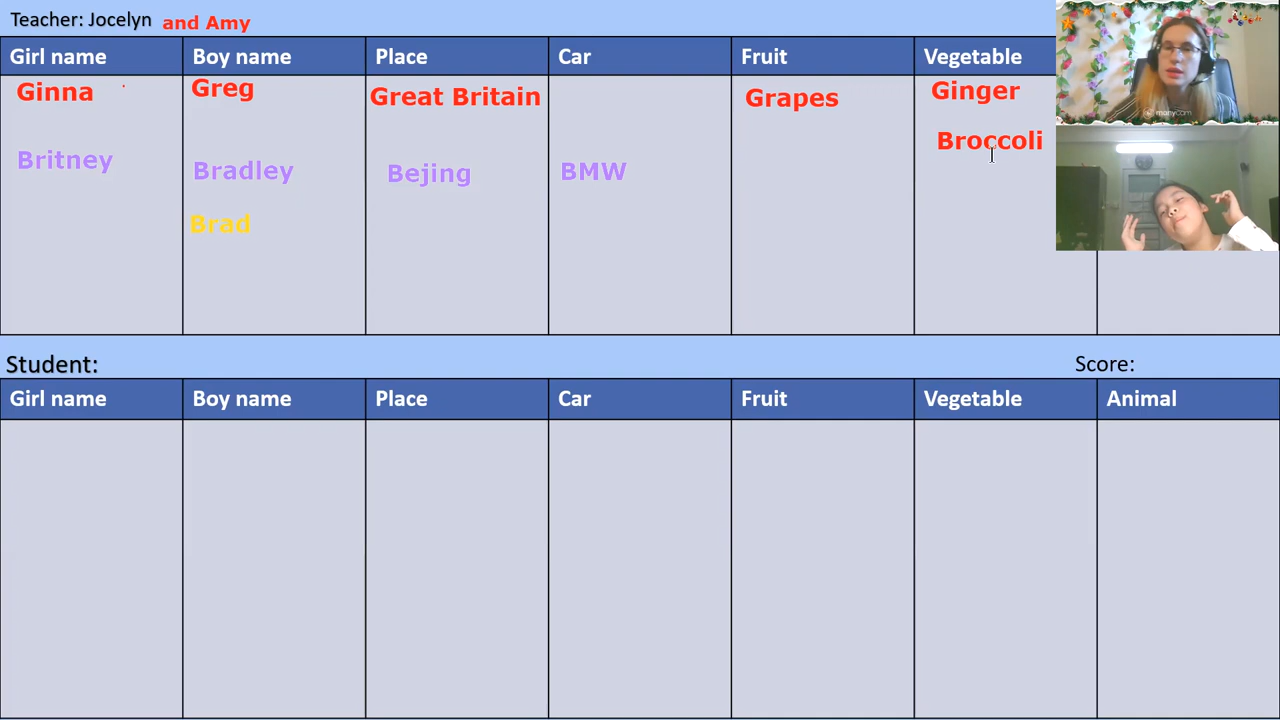 Teacher: Jocelyn and Amy
Girl name Boy name Place Car Fruit Vegetable
Ginna Greg Great Britain Grapes Ginger
Broccoli
Britney Bradley Bejing BMW
Brad
manycam
Student: Score:
Girl name Boy name Place Car Fruit Vegetable Animal